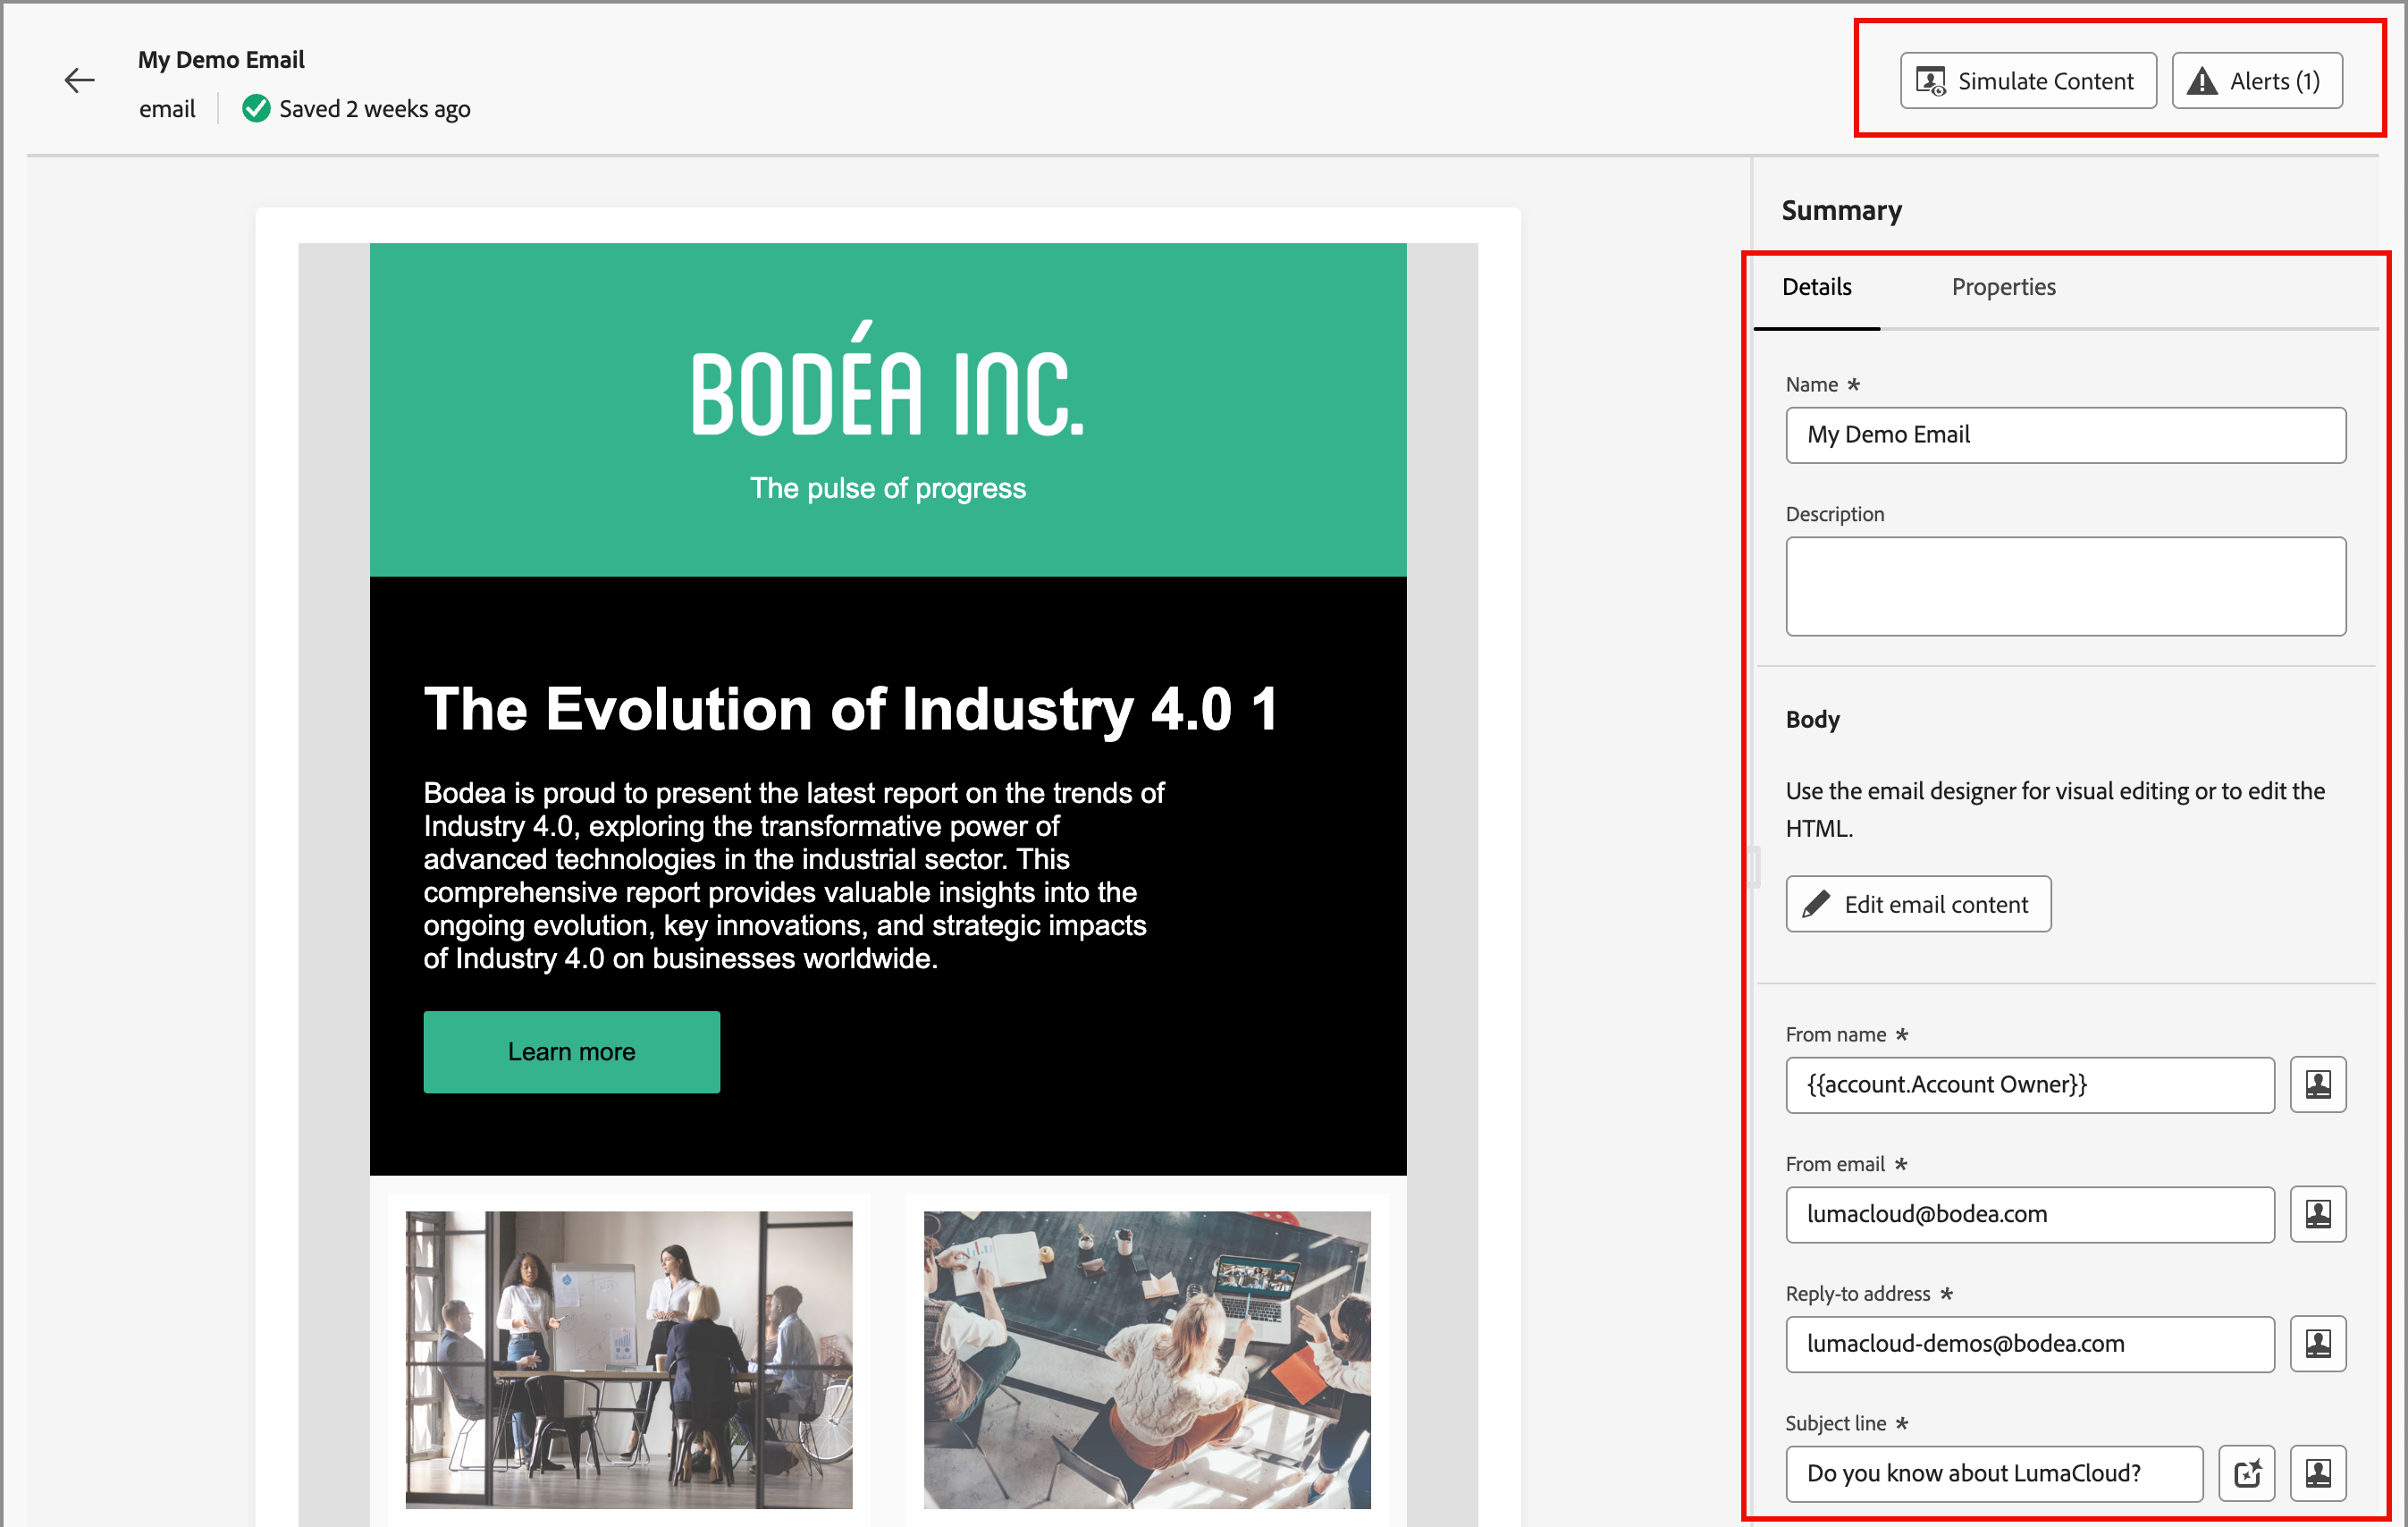 My Demo Email
email
Saved 2 weeks ago
Simulate Content
Alerts (1)
BODÉA INC.
The pulse of progress
The Evolution of Industry 4.0 1
Bodea is proud to present the latest report on the trends of
Industry 4.0, exploring the transformative power of
advanced technologies in the industrial sector. This
comprehensive report provides valuable insights into the
ongoing evolution, key innovations, and strategic impacts
of Industry 4.0 on businesses worldwide.
Learn more
Summary
Details
Properties
Name *
My Demo Email
Description
Body
Use the email designer for visual editing or to edit the
HTML.
Edit email content
From name *
{{account.Account Owner}}
From email *
lumacloud@bodea.com
Reply-to address *
lumacloud-demos@bodea.com
Subject line *
Do you know about LumaCloud?